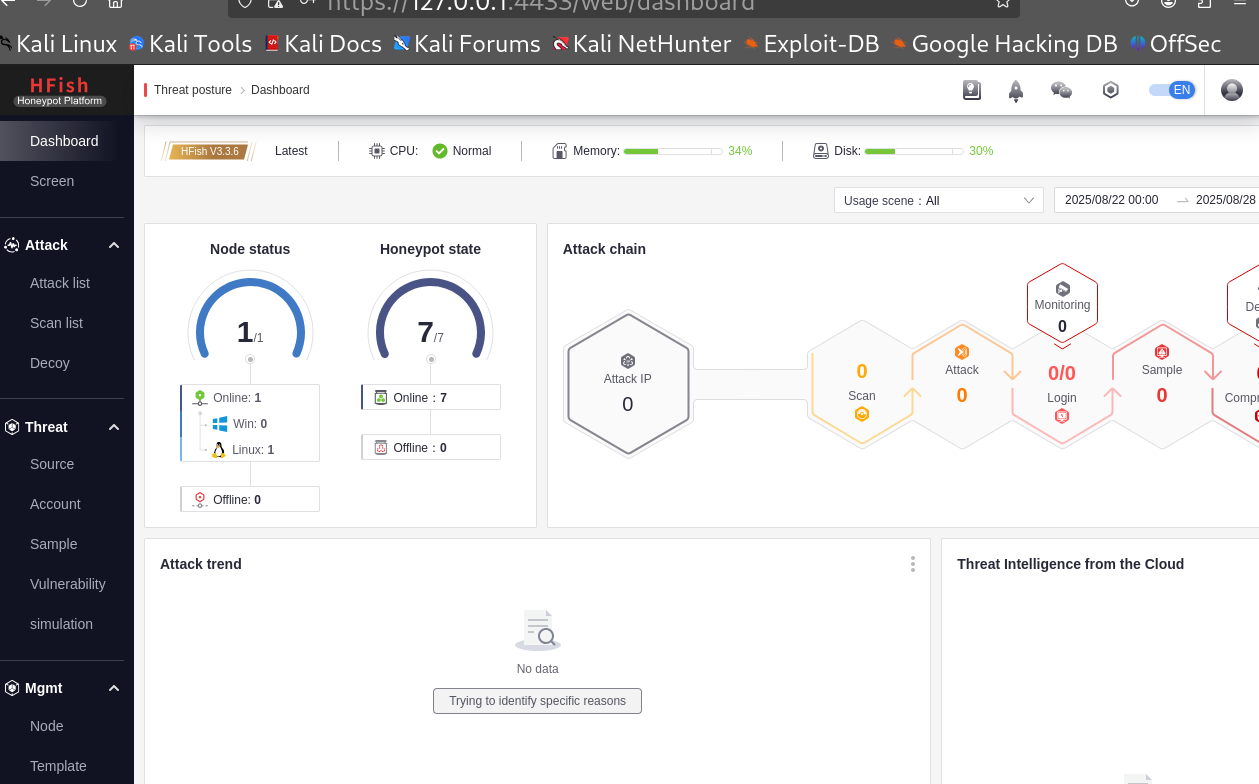 https://127.0.0.1:4433/web/dashboard
Kali Linux Kali Tools Kali Docs Kali Forums Kali NetHunter Exploit-DB Google Hacking DB OffSec
HFish
Honeypot Platform
Threat posture > Dashboard
EN
Dashboard
Screen
Attack
Attack list
Scan list
Decoy
Threat
Source
Account
Sample
Vulnerability
simulation
Mgmt
Node
Template
HFish V3.3.6 Latest CPU: Normal Memory: 34% Disk: 30%
Usage scene：All 2025/08/22 00:00 → 2025/08/28
Node status
1/1
Online: 1
Win: 0
Linux: 1
Offline: 0
Honeypot state
7/7
Online：7
Offline：0
Attack chain
Attack IP
0
0
Scan
Attack
0
Monitoring
0
0/0
Login
Sample
0
Attack trend
No data
Trying to identify specific reasons
Threat Intelligence from the Cloud